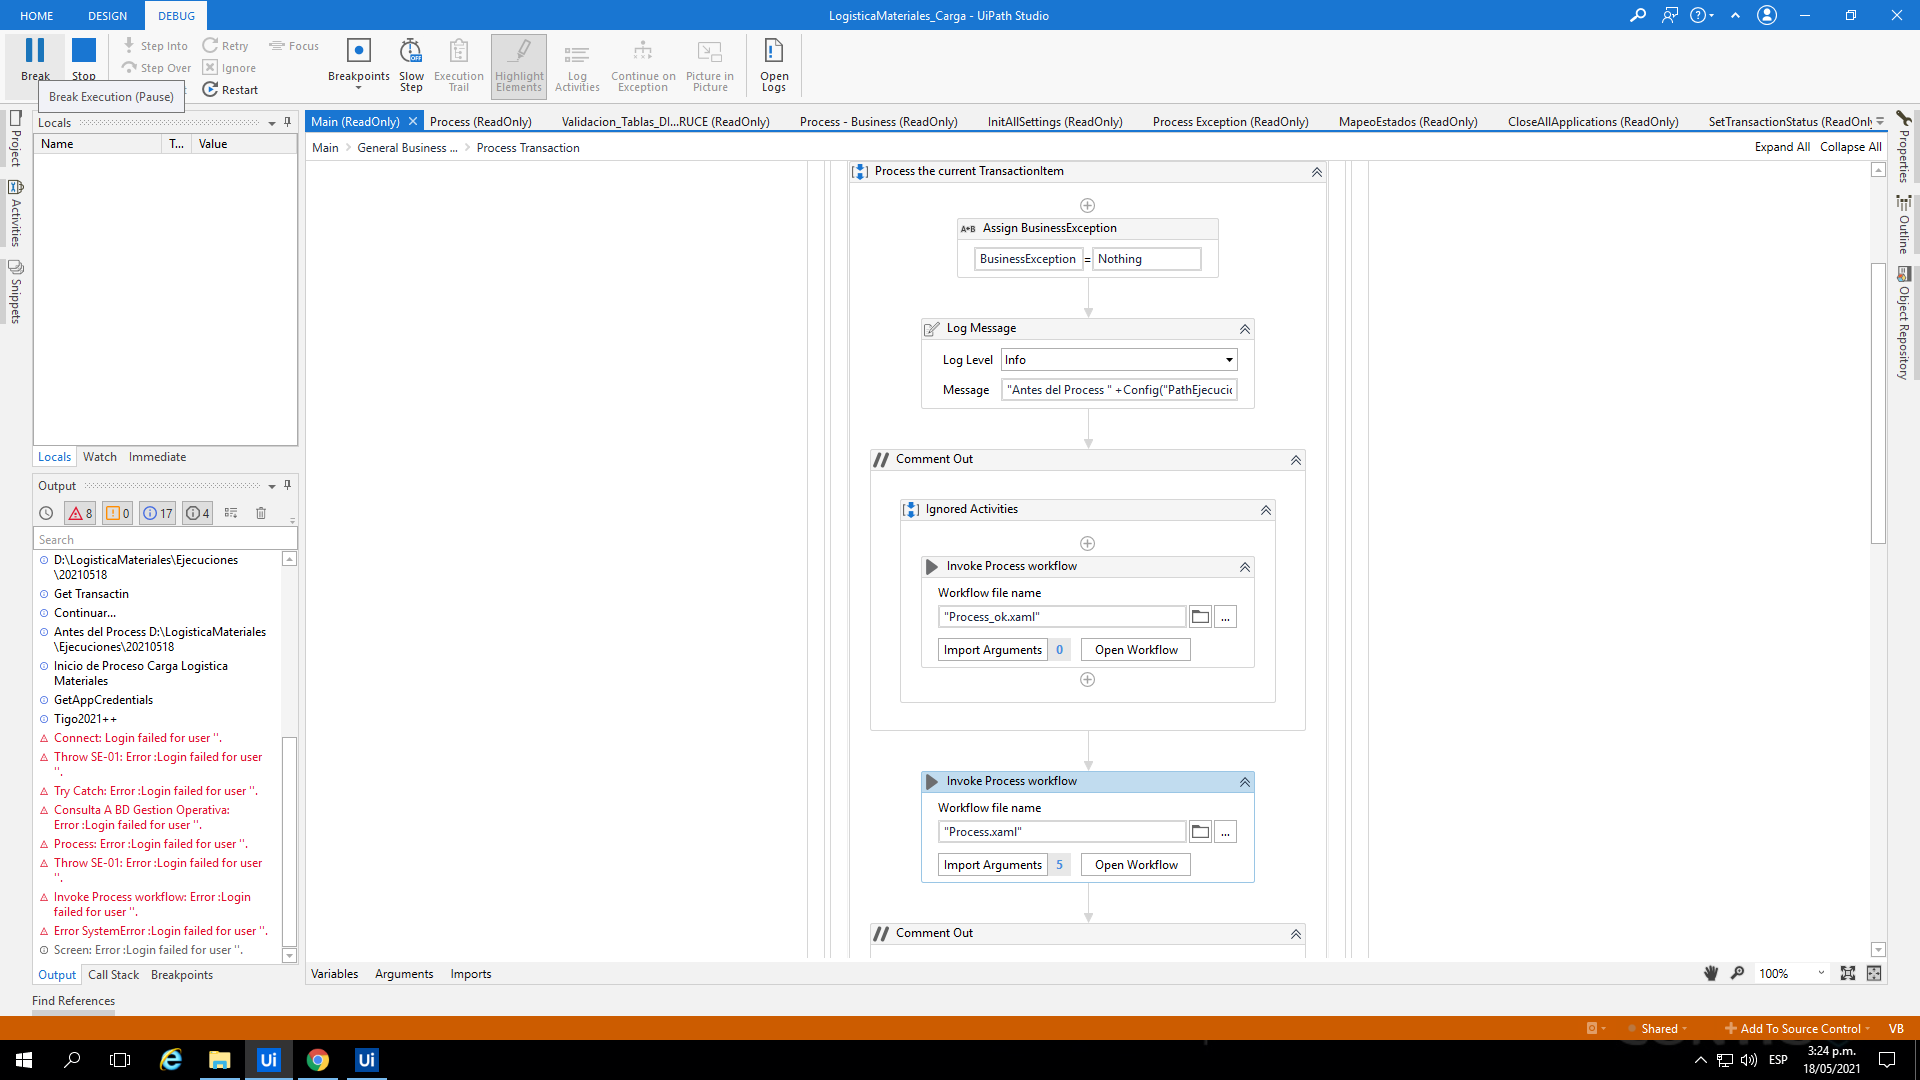 HOME
DESIGN
DEBUG
LogisticaMateriales_Carga - UiPath Studio
Break
Stop
Step Into
Step Over
Retry
Ignore
Restart
Focus
Breakpoints
Slow
Step
Execution
Trail
Highlight
Elements
Log
Activities
Continue on
Exception
Picture in
Picture
Open
Logs
Break Execution (Pause)
Project
Activities
Snippets
Locals
Name
T...
Value
Locals
Watch
Immediate
Output
8
0
17
4
Search
D:\LogisticaMateriales\Ejecuciones
\20210518
Get Transactin
Continuar...
Antes del Process D:\LogisticaMateriales
\Ejecuciones\20210518
Inicio de Proceso Carga Logistica
Materiales
GetAppCredentials
Tigo2021++
Connect: Login failed for user ''.
Throw SE-01: Error :Login failed for user
''.
Try Catch: Error :Login failed for user ''.
Consulta A BD Gestion Operativa:
Error :Login failed for user ''.
Process: Error :Login failed for user ''.
Throw SE-01: Error :Login failed for user
''.
Invoke Process workflow: Error :Login
failed for user ''.
Error SystemError :Login failed for user ''.
Screen: Error :Login failed for user ''.
Output
Call Stack
Breakpoints
Find References
Main (ReadOnly)
Process (ReadOnly)
Validacion_Tablas_DI...RUCE (ReadOnly)
Process - Business (ReadOnly)
InitAllSettings (ReadOnly)
Process Exception (ReadOnly)
MapeoEstados (ReadOnly)
CloseAllApplications (ReadOnly)
SetTransactionStatus (ReadOnly
Main
General Business ...
Process Transaction
Expand All
Collapse All
Process the current TransactionItem
A+B Assign BusinessException
BusinessException = Nothing
Log Message
Log Level
Info
Message
"Antes del Process " +Config("PathEjecucio
Comment Out
Ignored Activities
Invoke Process workflow
Workflow file name
"Process_ok.xaml"
...
Import Arguments 0
Open Workflow
Invoke Process workflow
Workflow file name
"Process.xaml"
...
Import Arguments 5
Open Workflow
Comment Out
Variables
Arguments
Imports
100%
Properties
Outline
Object Repository
Shared
Add To Source Control
VB
Ui
Ui
ESP
3:24 p.m.
18/05/2021